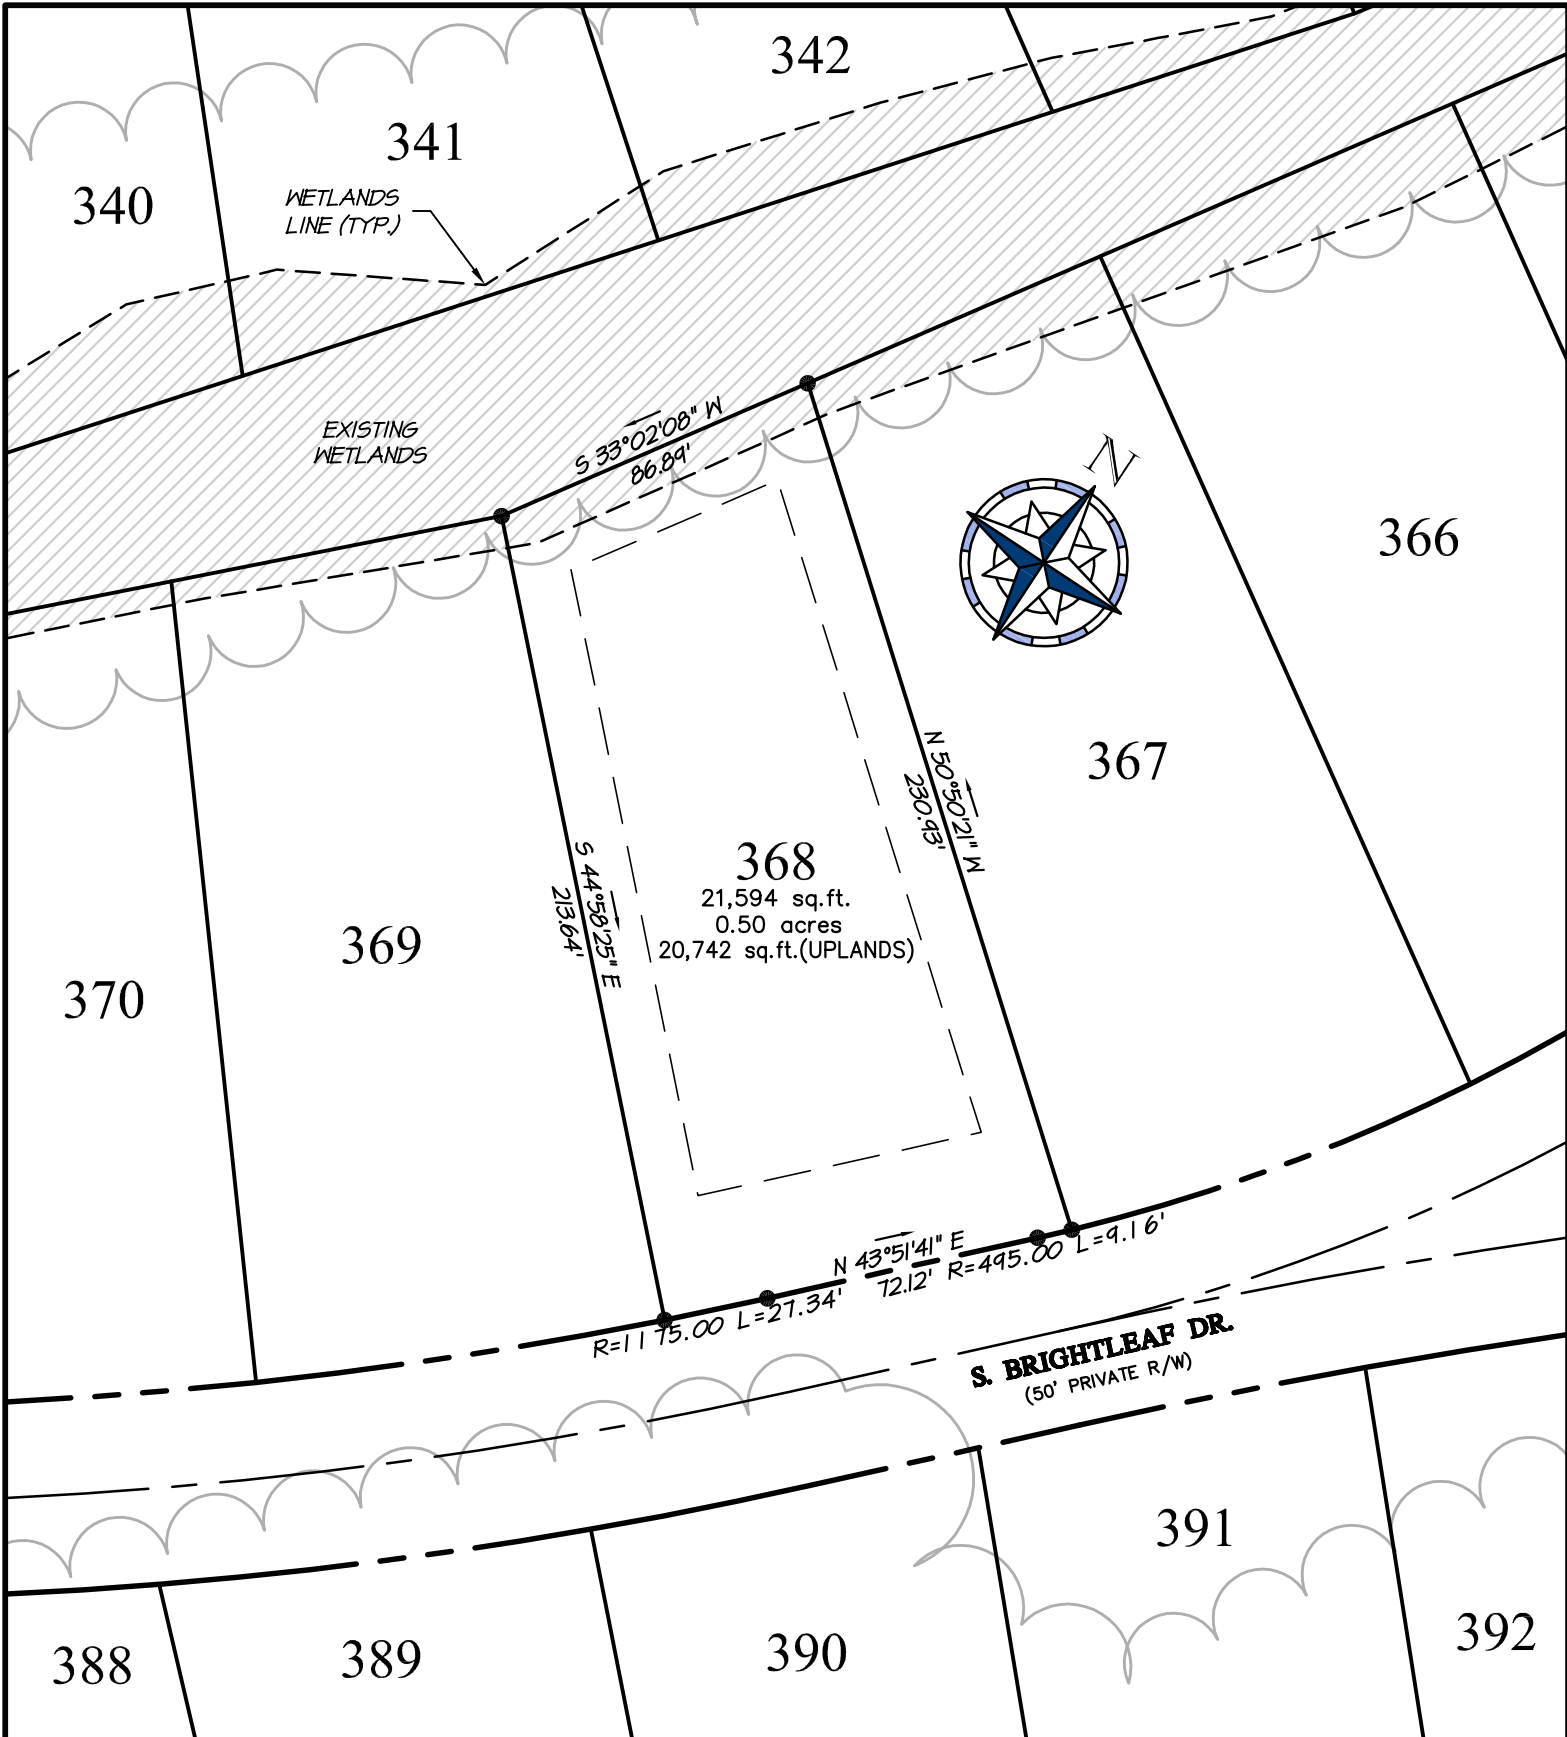 342
341
340
WETLANDS
LINE (TYP.)
EXISTING
WETLANDS
S 33°02'08" W
86.89'
N
366
367
N 50°50'21" W
230.93'
368
21,594 sq.ft.
0.50 acres
20,742 sq.ft.(UPLANDS)
S 44°58'25" E
213.64'
369
370
N 43°51'41" E
72.12'
R=495.00 L=9.16'
R=1175.00 L=27.34'
S. BRIGHTLEAF DR.
(50' PRIVATE R/W)
391
392
390
389
388